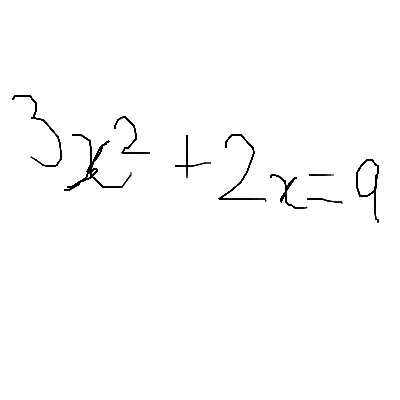 3x² + 2x = 9